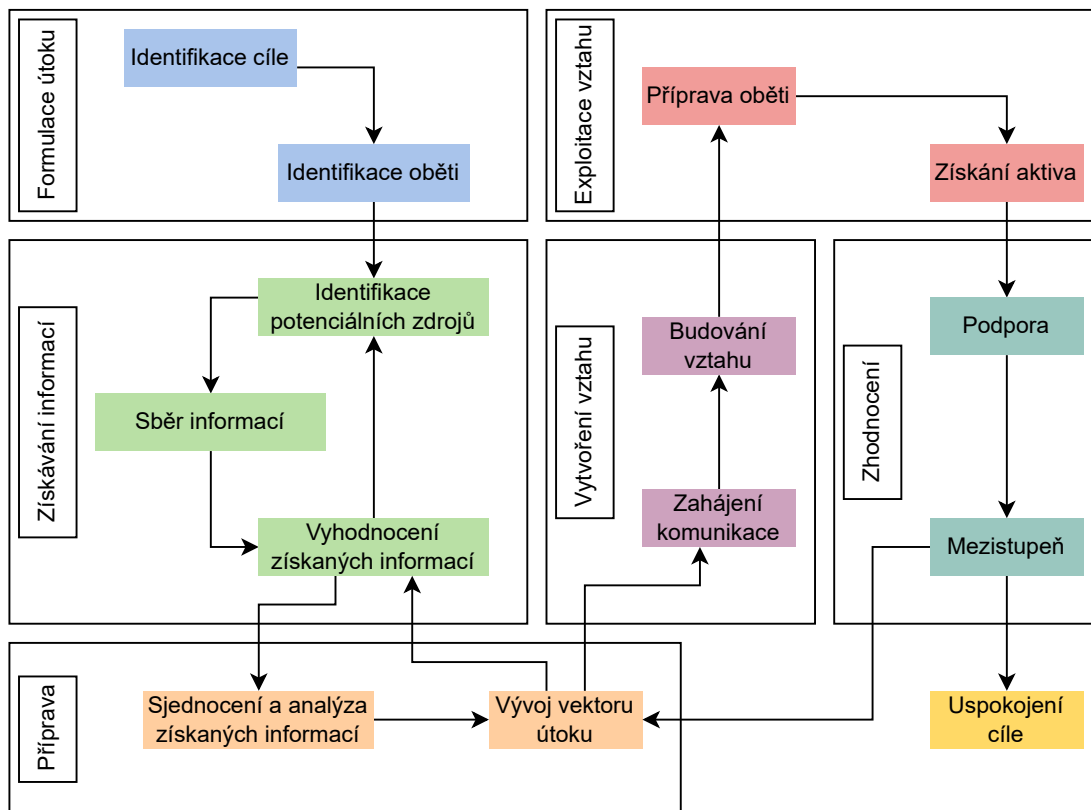 Formulace útoku
Identifikace cíle
Identifikace oběti
Exploitace vztahu
Příprava oběti
Získání aktiva
Získávání informací
Identifikace
potenciálních zdrojů
Sběr informací
Vyhodnocení
získaných informací
Vytvoření vztahu
Budování
vztahu
Zahájení
komunikace
Zhodnocení
Podpora
Mezistupeň
Příprava
Sjednocení a analýza
získaných informací
Vývoj vektoru
útoku
Uspokojení
cíle